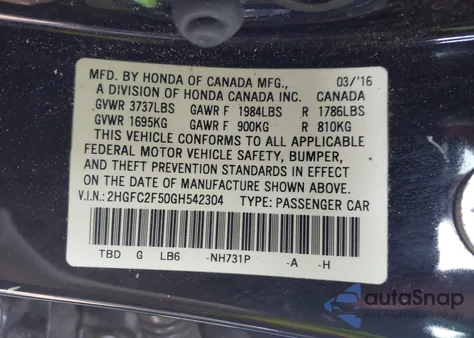 MFD. BY HONDA OF CANADA MFG., 03/'16
A DIVISION OF HONDA CANADA INC. CANADA
GVWR 3737LBS GAWR F 1984LBS R 1786LBS
GVWR 1695KG GAWR F 900KG R 810KG
THIS VEHICLE CONFORMS TO ALL APPLICABLE
FEDERAL MOTOR VEHICLE SAFETY, BUMPER,
AND THEFT PREVENTION STANDARDS IN EFFECT
ON THE DATE OF MANUFACTURE SHOWN ABOVE.
V.I.N.: 2HGFC2F50GH542304 TYPE: PASSENGER CAR
TBD G LB6 -NH731P -A -H
autoSnap